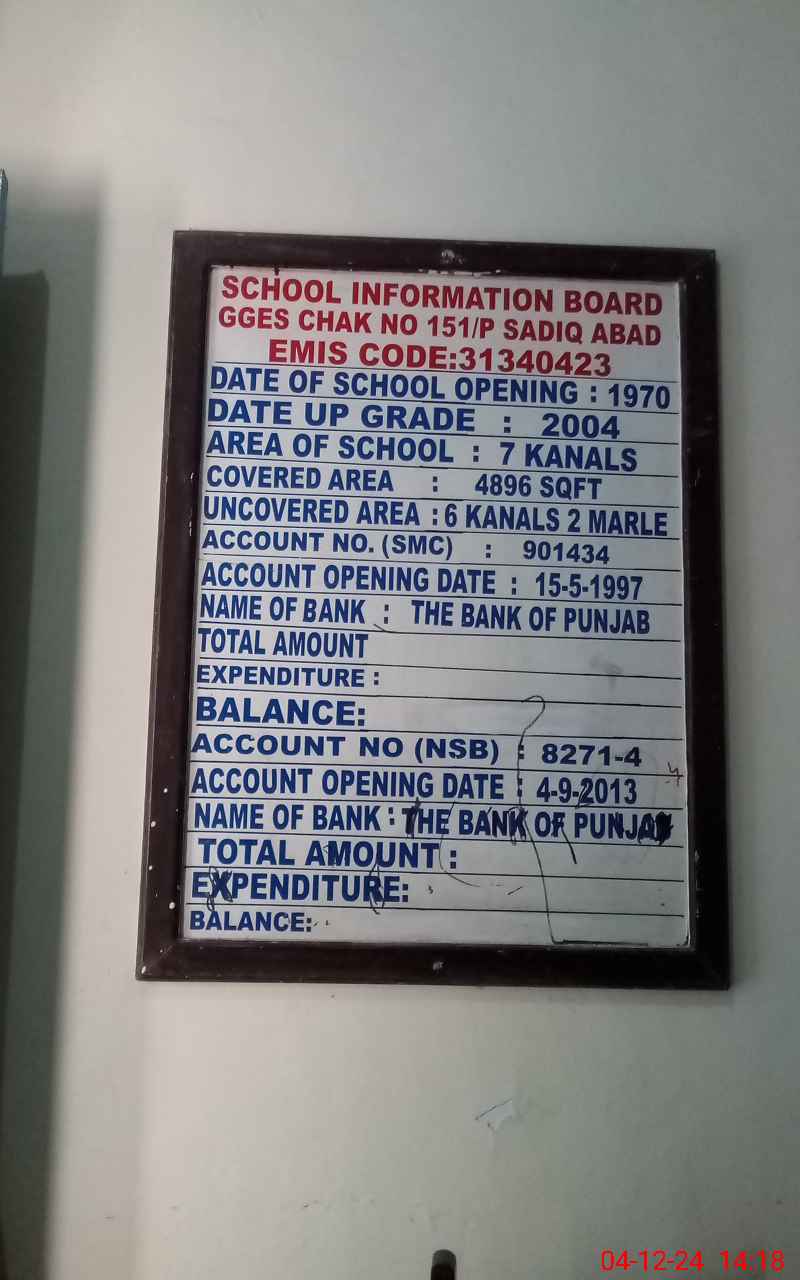 SCHOOL INFORMATION BOARD
GGES CHAK NO 151/P SADIQ ABAD
EMIS CODE:31340423
DATE OF SCHOOL OPENING : 1970
DATE UP GRADE : 2004
AREA OF SCHOOL : 7 KANALS
COVERED AREA : 4896 SQFT
UNCOVERED AREA : 6 KANALS 2 MARLE
ACCOUNT NO. (SMC) : 901434
ACCOUNT OPENING DATE : 15-5-1997
NAME OF BANK : THE BANK OF PUNJAB
TOTAL AMOUNT
EXPENDITURE :
BALANCE:
ACCOUNT NO (NSB) : 8271-4
ACCOUNT OPENING DATE : 4-9-2013
NAME OF BANK : THE BANK OF PUNJAB
TOTAL AMOUNT :
EXPENDITURE:
BALANCE:
04-12-24 14:18